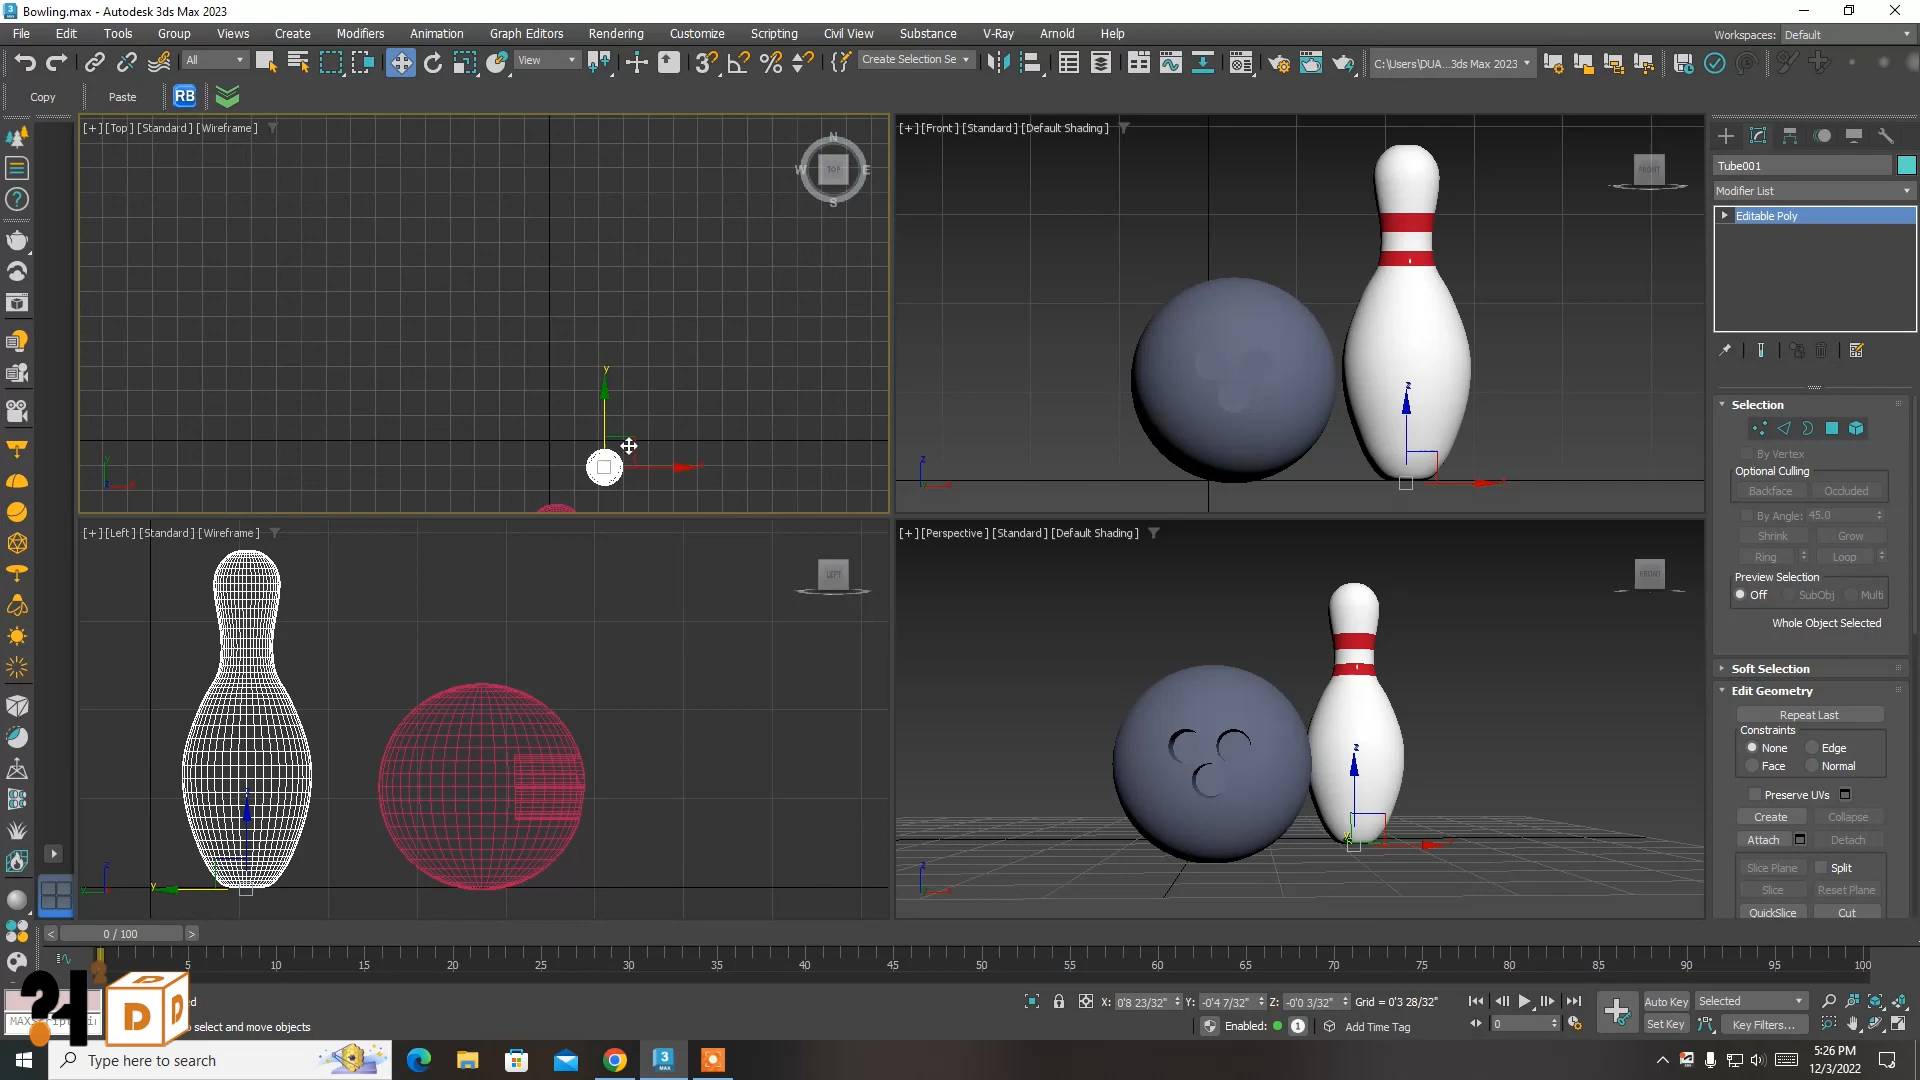 Bowling.max - Autodesk 3ds Max 2023
File Edit Tools Group Views Create Modifiers Animation Graph Editors Rendering Customize Scripting Civil View Substance V-Ray Arnold Help
Workspaces: Default
All View Create Selection Se C:\Users\DUA...3ds Max 2023
Copy Paste RB
[+] [Top] [Standard] [Wireframe]
N
W TOP E
S
y
[+] [Front] [Standard] [Default Shading]
FRONT
z
[+] [Left] [Standard] [Wireframe]
LEFT
z
y
[+] [Perspective] [Standard] [Default Shading]
FRONT
z
Tube001
Modifier List
Editable Poly
Selection
By Vertex
Optional Culling
Backface Occluded
By Angle: 45.0
Shrink Grow
Ring Loop
Preview Selection
Off SubObj Multi
Whole Object Selected
Soft Selection
Edit Geometry
Repeat Last
Constraints
None Edge
Face Normal
Preserve UVs
Create Collapse
Attach Detach
Slice Plane Split
Slice Reset Plane
QuickSlice Cut
< 0 / 100 >
5 10 15 20 25 30 35 40 45 50 55 60 65 70 75 80 85 90 95 100
D D D
X: 0'8 23/32" Y: -0'4 7/32" Z: -0'0 3/32" Grid = 0'3 28/32"
select and move objects
Enabled: 1 Add Time Tag
0
Auto Key Selected
Set Key Key Filters...
Type here to search
3
MAX
5:26 PM
12/3/2022